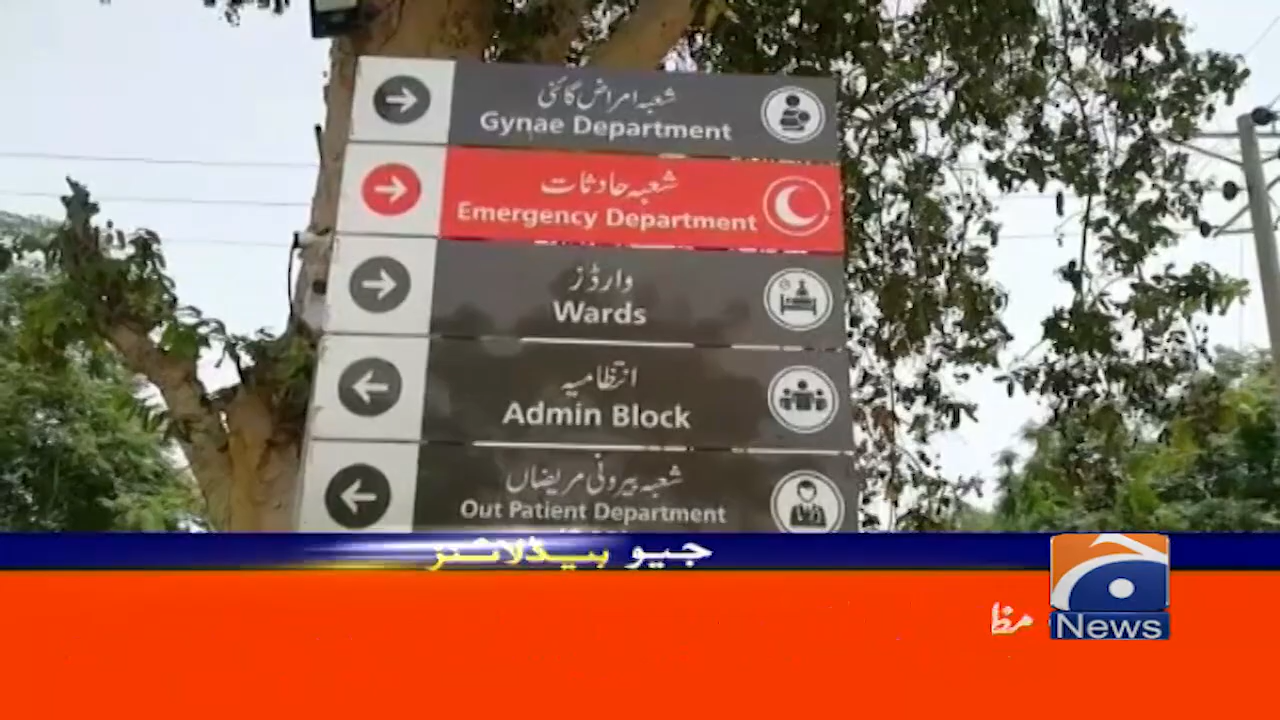 شعبہ امراض گائنی
Gynae Department
شعبہ حادثات
Emergency Department
وارڈز
Wards
انتظامیہ
Admin Block
شعبہ بیرونی مریضاں
Out Patient Department
جیو ہیڈلائنز
مظ
News